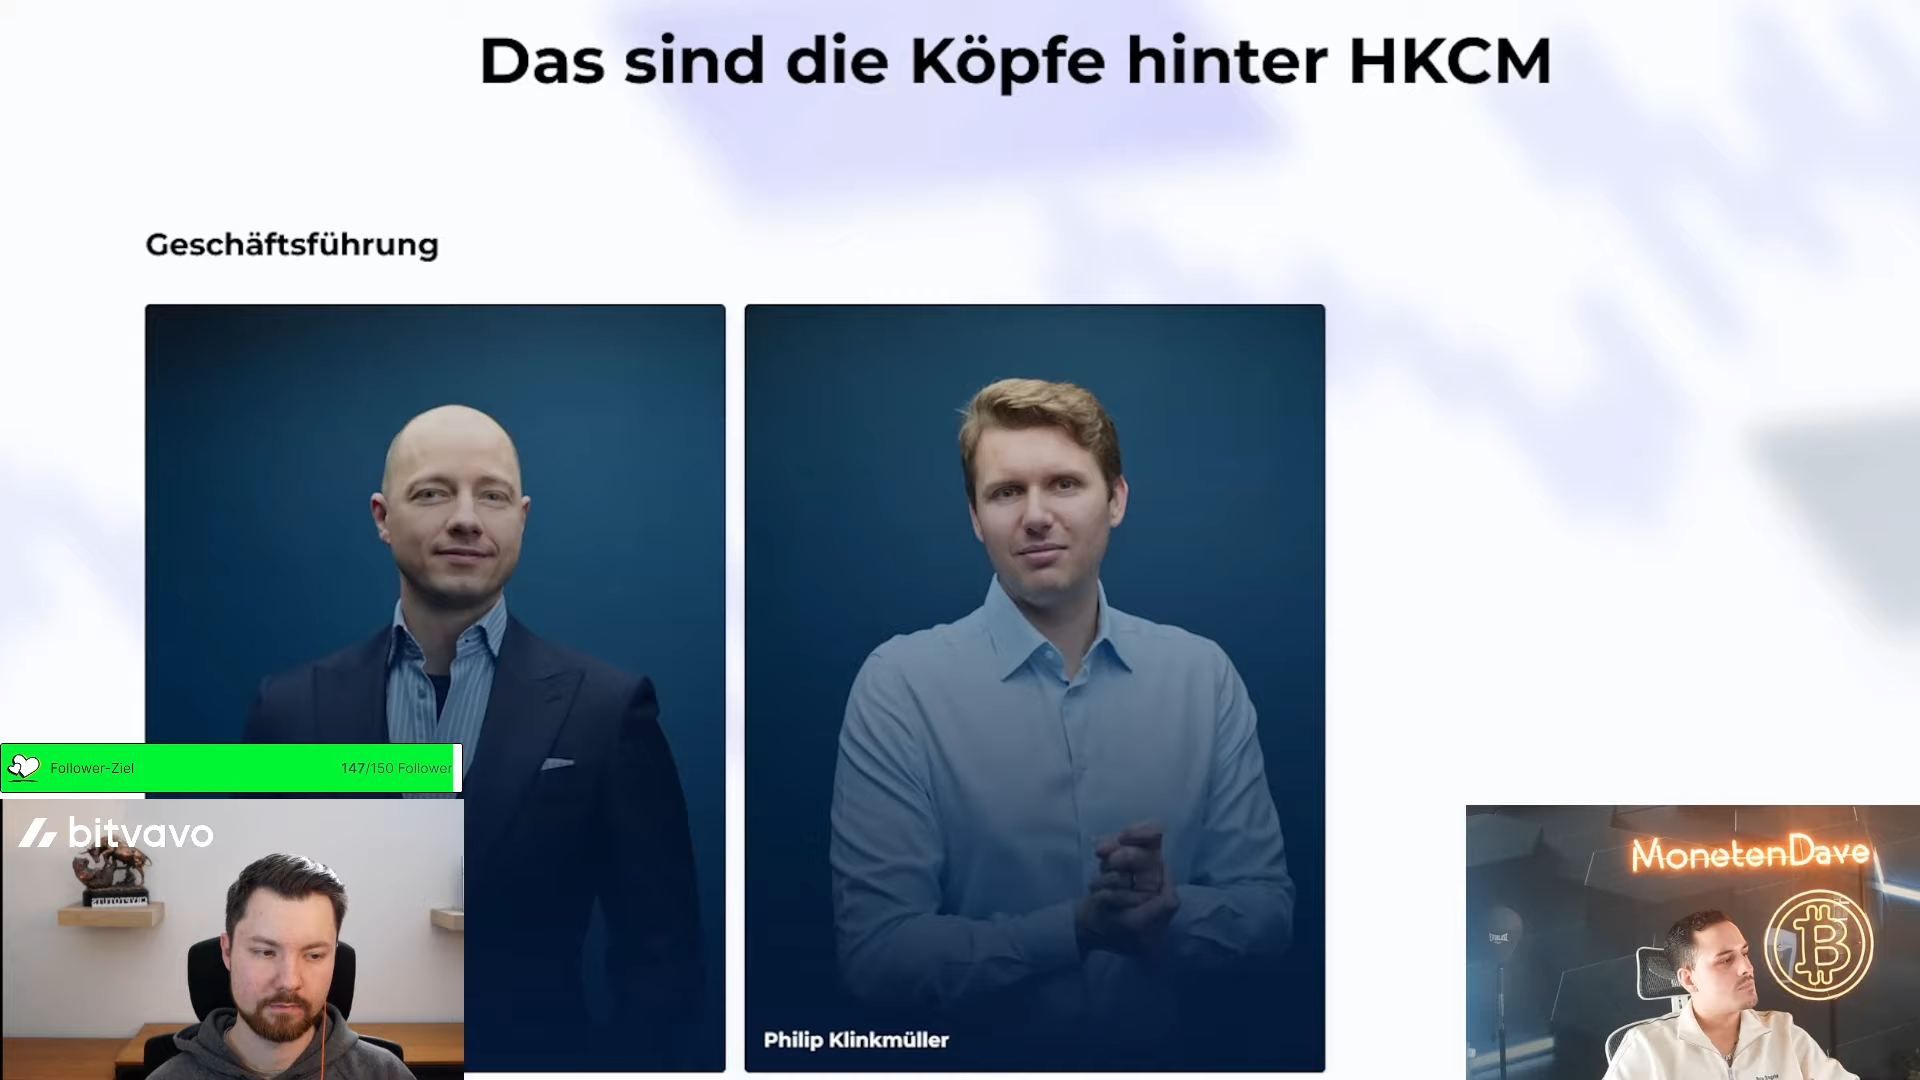 Das sind die Köpfe hinter HKCM
Geschäftsführung
Follower-Ziel
147/150 Follower
bitvavo
MonetenDave
Philip Klinkmüller